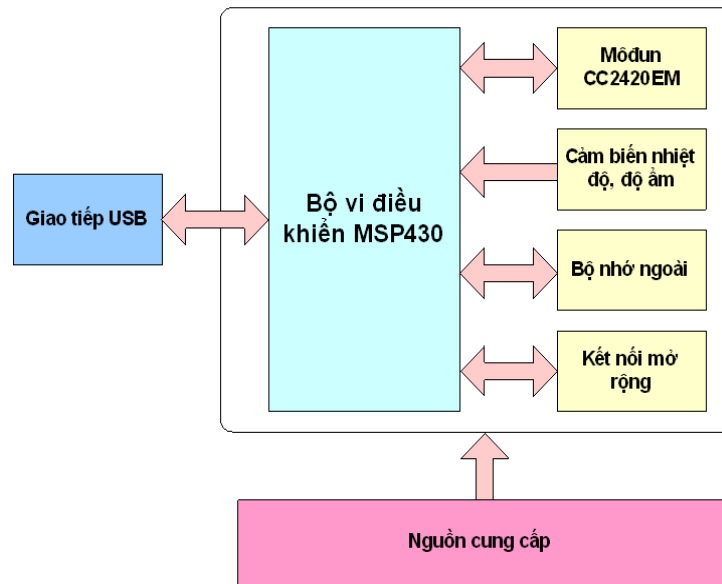 Môđun
CC2420EM
Cảm biến nhiệt
độ, độ ẩm
Giao tiếp USB
Bộ vi điều
khiển MSP430
Bộ nhớ ngoài
Kết nối mở
rộng
Nguồn cung cấp